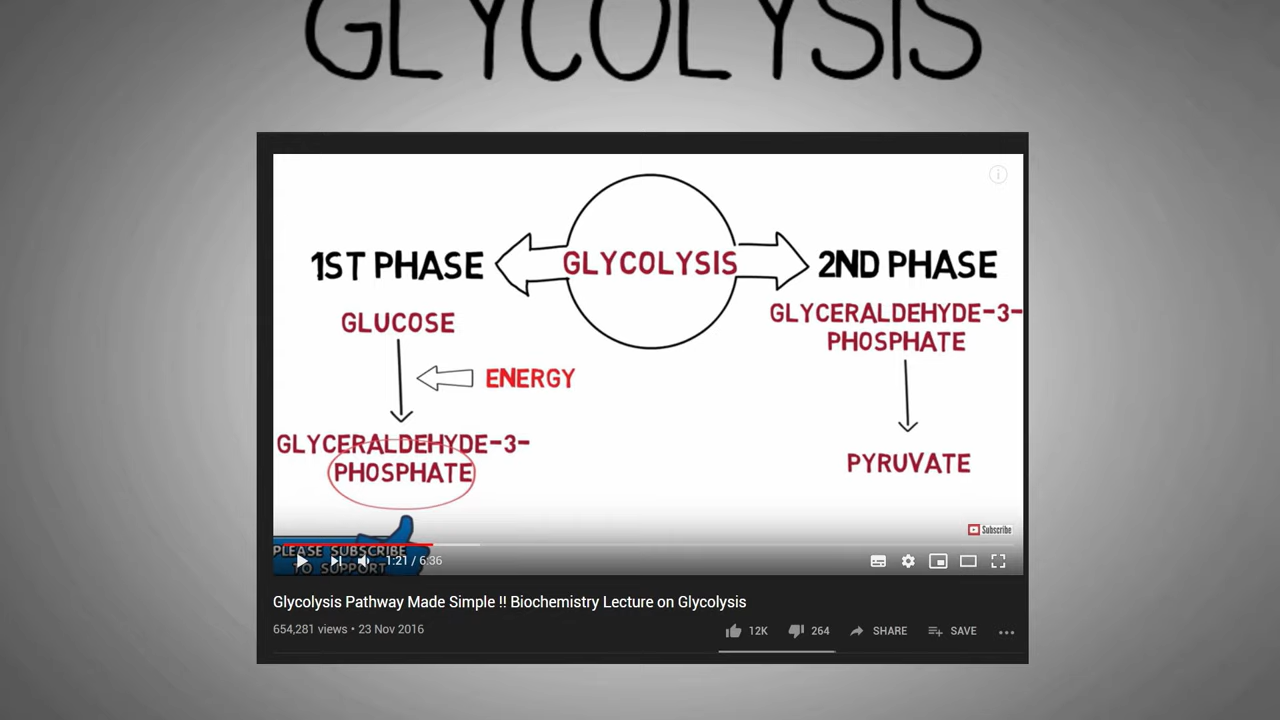 GLYCOLYSIS
1ST PHASE
GLYCOLYSIS
2ND PHASE
GLUCOSE
ENERGY
GLYCERALDEHYDE-3-
PHOSPHATE
GLYCERALDEHYDE-3-
PHOSPHATE
PYRUVATE
Subscribe
PLEASE SUBSCRIBE
TO SUPPORT
1:21 / 6:36
Glycolysis Pathway Made Simple !! Biochemistry Lecture on Glycolysis
654,281 views • 23 Nov 2016
12K
264
SHARE
SAVE